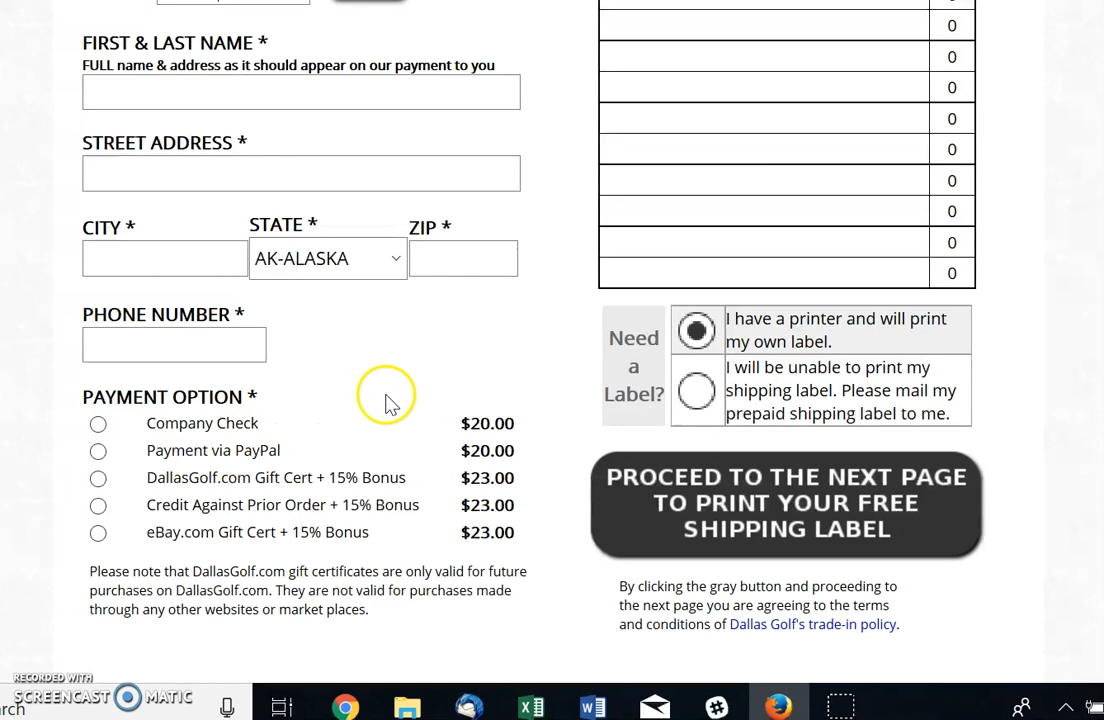 FIRST & LAST NAME *
FULL name & address as it should appear on our payment to you
STREET ADDRESS *
CITY *
STATE *
ZIP *
AK-ALASKA
PHONE NUMBER *
PAYMENT OPTION *
Company Check $20.00
Payment via PayPal $20.00
DallasGolf.com Gift Cert + 15% Bonus $23.00
Credit Against Prior Order + 15% Bonus $23.00
eBay.com Gift Cert + 15% Bonus $23.00
Please note that DallasGolf.com gift certificates are only valid for future
purchases on DallasGolf.com. They are not valid for purchases made
through any other websites or market places.
0
0
0
0
0
0
0
0
0
Need
a
Label?
I have a printer and will print
my own label.
I will be unable to print my
shipping label. Please mail my
prepaid shipping label to me.
PROCEED TO THE NEXT PAGE
TO PRINT YOUR FREE
SHIPPING LABEL
By clicking the gray button and proceeding to
the next page you are agreeing to the terms
and conditions of Dallas Golf's trade-in policy.
RECORDED WITH
SCREENCAST MATIC
rch